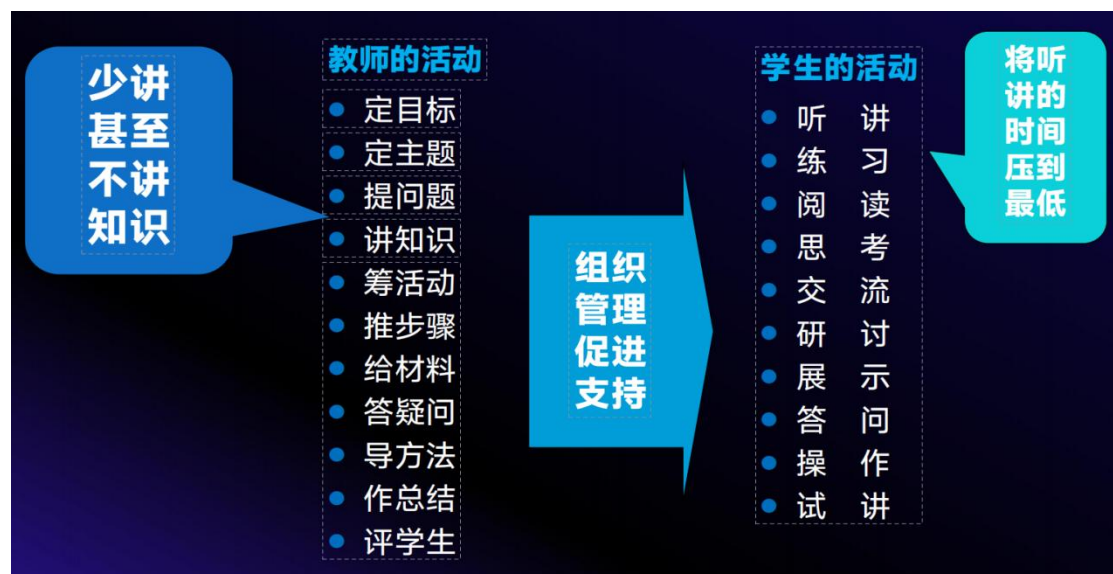 少讲
甚至
不讲
知识
教师的活动
定目标
定主题
提问题
讲知识
筹活动
推步骤
给材料
答疑问
导方法
作总结
评学生
组织
管理
促进
支持
学生的活动
听 讲
练 习
阅 读
思 考
交 流
研 讨
展 示
答 问
操 作
试 讲
将听
讲的
时间
压到
最低